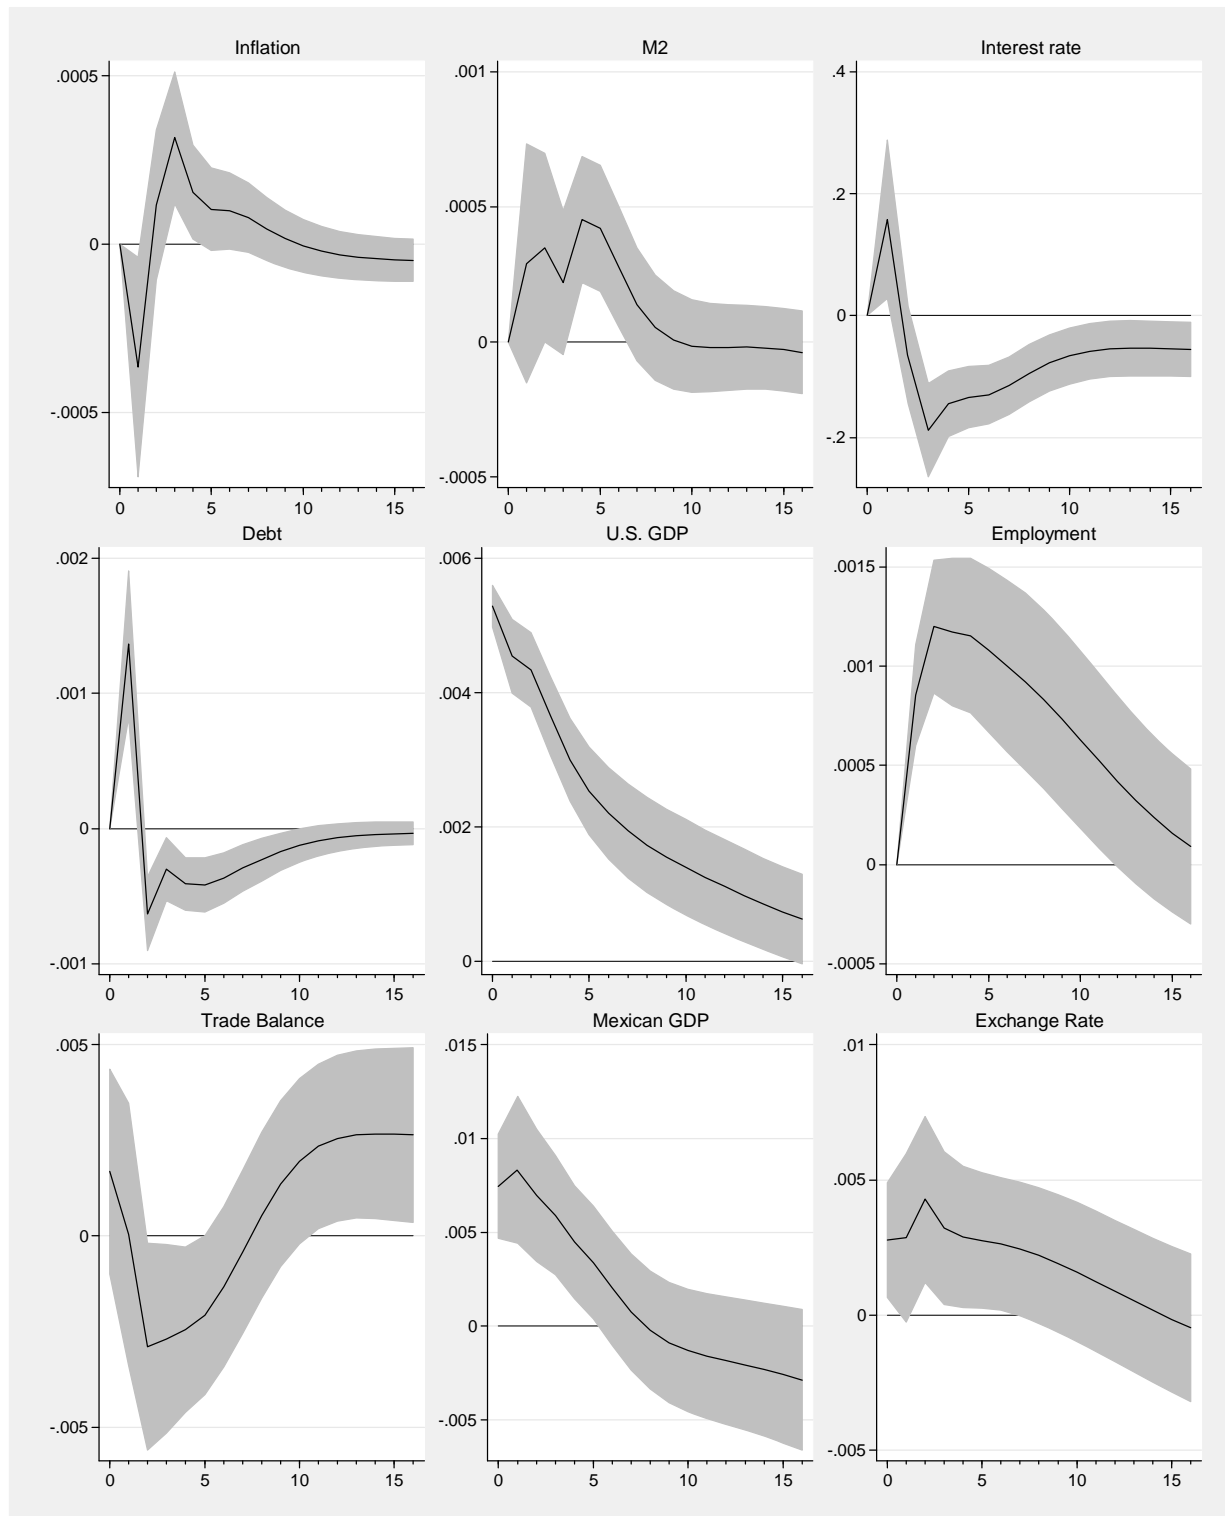 Inflation
.0005
0
-.0005
0 5 10 15
M2
.001
.0005
0
-.0005
0 5 10 15
Interest rate
.4
.2
0
-.2
0 5 10 15
Debt
.002
.001
0
-.001
0 5 10 15
U.S. GDP
.006
.004
.002
0
0 5 10 15
Employment
.0015
.001
.0005
0
-.0005
0 5 10 15
Trade Balance
.005
0
-.005
0 5 10 15
Mexican GDP
.015
.01
.005
0
-.005
0 5 10 15
Exchange Rate
.01
.005
0
-.005
0 5 10 15